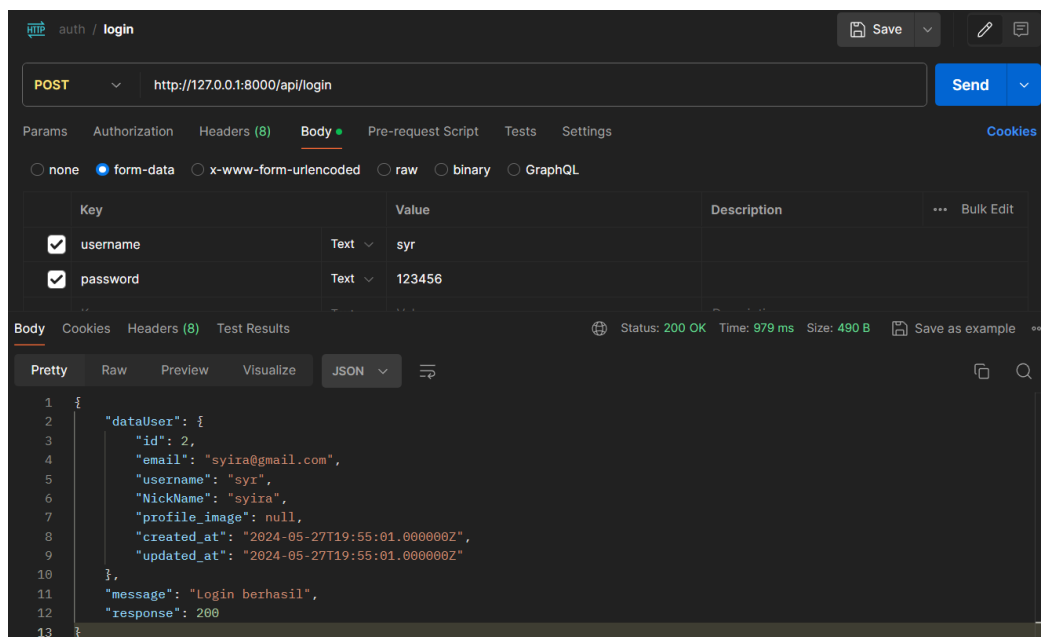 HTTP auth / login Save
POST http://127.0.0.1:8000/api/login Send
Params Authorization Headers (8) Body Pre-request Script Tests Settings Cookies
none form-data x-www-form-urlencoded raw binary GraphQL
Key Value Description ••• Bulk Edit
username Text syr
password Text 123456
Body Cookies Headers (8) Test Results Status: 200 OK Time: 979 ms Size: 490 B Save as example
Pretty Raw Preview Visualize JSON
1 {
2 "dataUser": {
3 "id": 2,
4 "email": "syira@gmail.com",
5 "username": "syr",
6 "NickName": "syira",
7 "profile_image": null,
8 "created_at": "2024-05-27T19:55:01.000000Z",
9 "updated_at": "2024-05-27T19:55:01.000000Z"
10 },
11 "message": "Login berhasil",
12 "response": 200
13 }